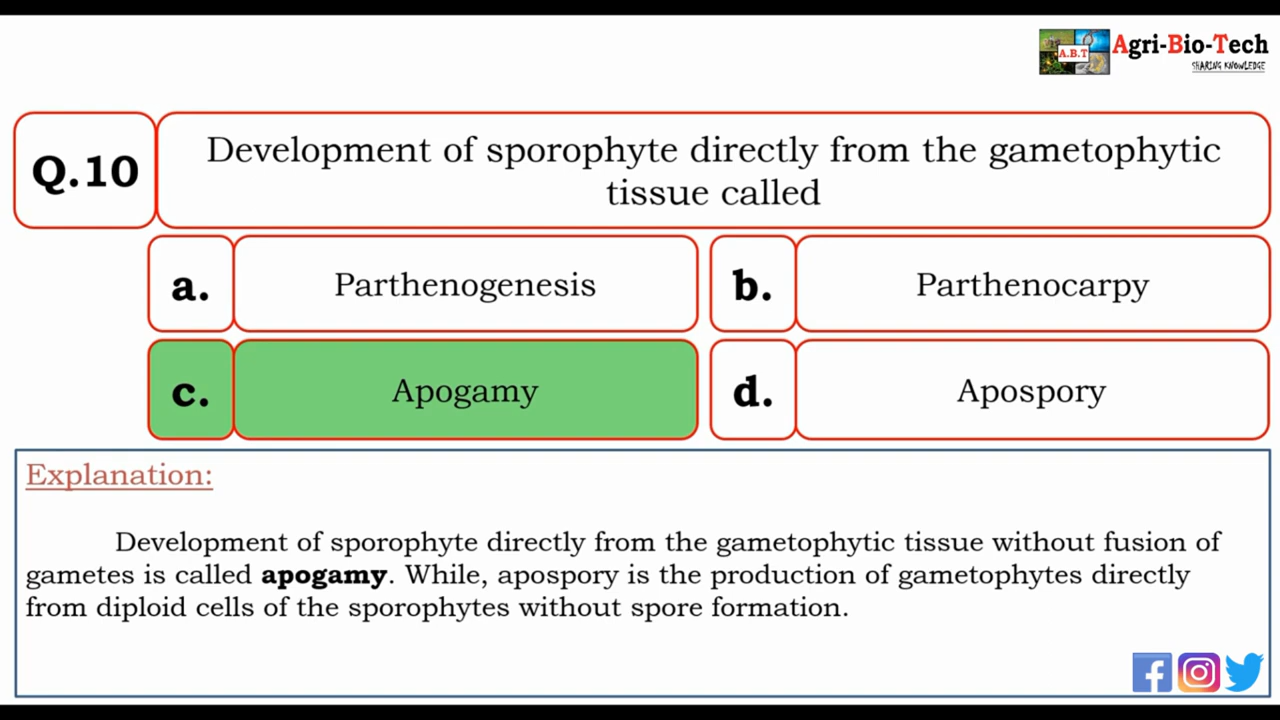 A.B.T
Agri-Bio-Tech
SHARING KNOWLEDGE
Q.10
Development of sporophyte directly from the gametophytic
tissue called
a.
Parthenogenesis
b.
Parthenocarpy
c.
Apogamy
d.
Apospory
Explanation:
Development of sporophyte directly from the gametophytic tissue without fusion of
gametes is called apogamy. While, apospory is the production of gametophytes directly
from diploid cells of the sporophytes without spore formation.